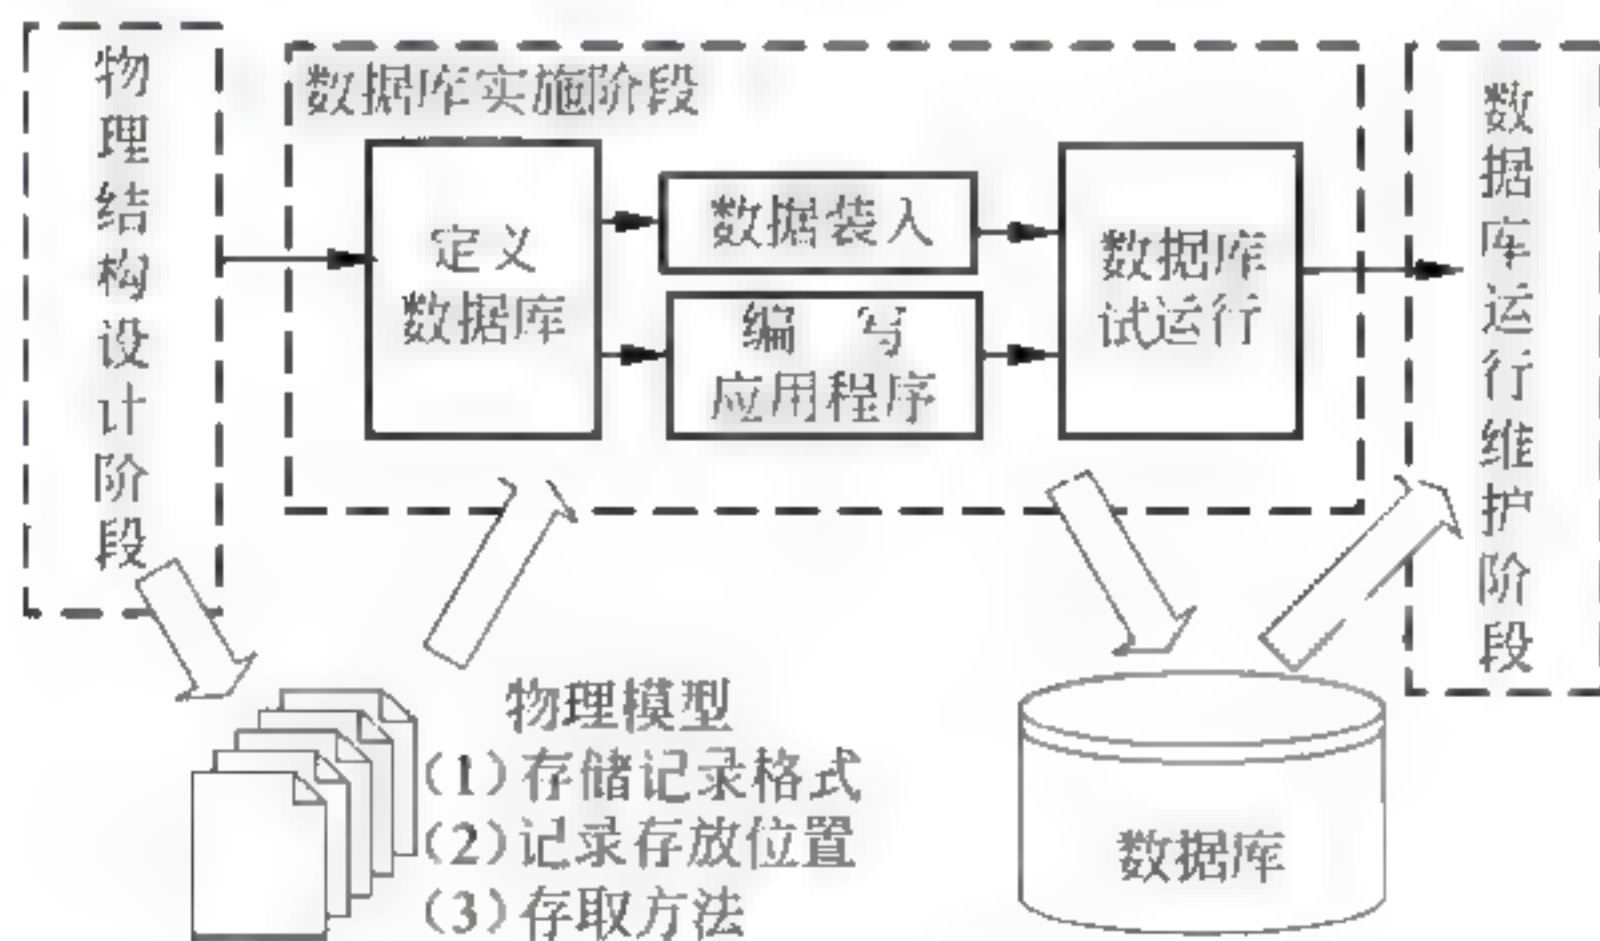 物理结构设计阶段
数据库实施阶段
定义
数据库
数据装入
编 写
应用程序
数据库
试运行
数据库运行维护阶段
物理模型
(1)存储记录格式
(2)记录存放位置
(3)存取方法
数据库